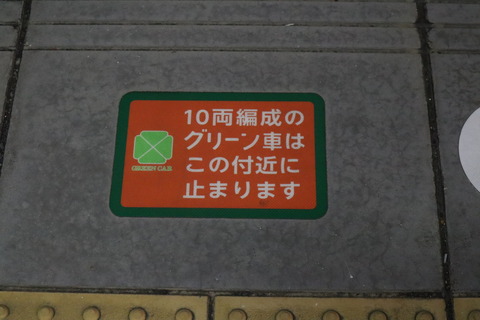 10両編成の
グリーン車は
この付近に
止まります
GREEN CAR